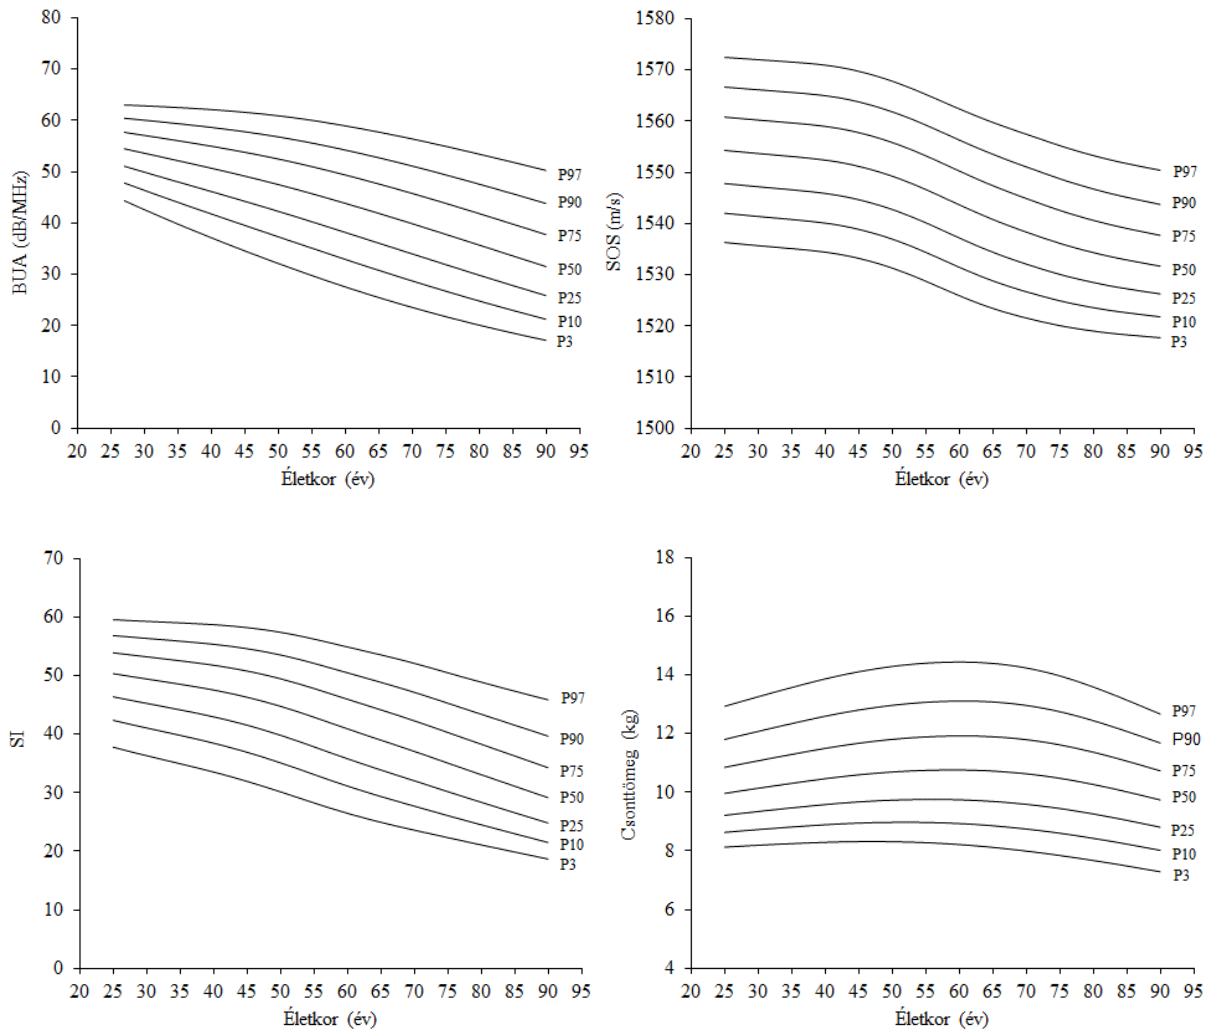 80
70
60
50
40
30
20
10
0
BUA (dB/MHz)
20 25 30 35 40 45 50 55 60 65 70 75 80 85 90 95
Életkor (év)
P97
P90
P75
P50
P25
P10
P3
1580
1570
1560
1550
1540
1530
1520
1510
1500
SOS (m/s)
20 25 30 35 40 45 50 55 60 65 70 75 80 85 90 95
Életkor (év)
P97
P90
P75
P50
P25
P10
P3
70
60
50
40
30
20
10
0
SI
20 25 30 35 40 45 50 55 60 65 70 75 80 85 90 95
Életkor (év)
P97
P90
P75
P50
P25
P10
P3
18
16
14
12
10
8
6
4
Csonttömeg (kg)
20 25 30 35 40 45 50 55 60 65 70 75 80 85 90 95
Életkor (év)
P97
P90
P75
P50
P25
P10
P3